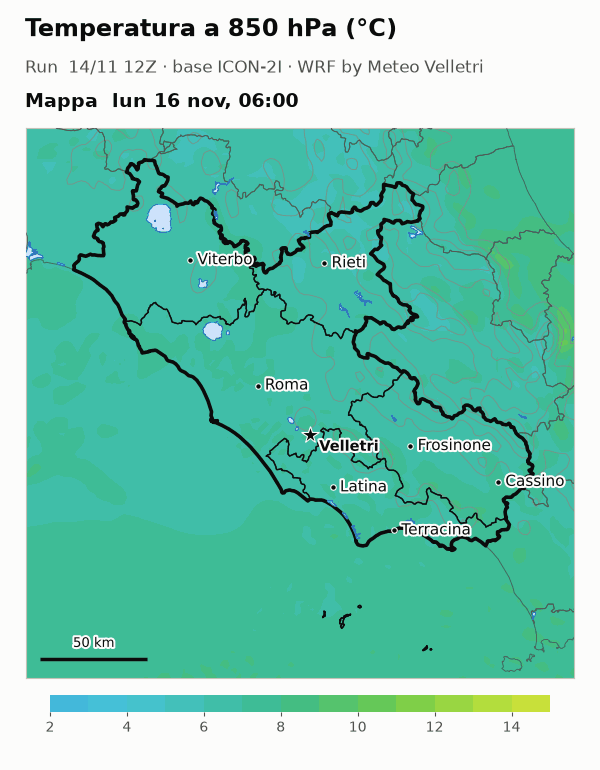 Temperatura a 850 hPa (°C)
Run  14/11 12Z · base ICON-2I · WRF by Meteo Velletri
Mappa  lun 16 nov, 06:00
Viterbo
Rieti
Roma
Velletri
Frosinone
Cassino
Latina
Terracina
50 km
2 4 6 8 10 12 14